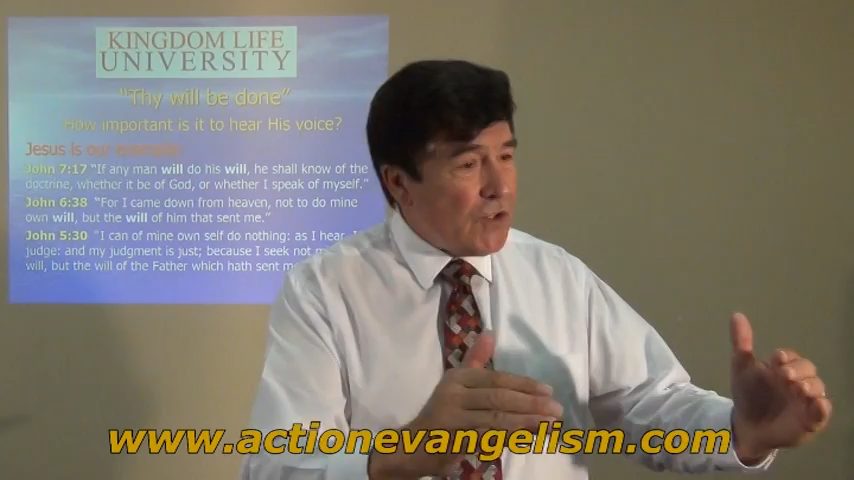 KINGDOM LIFE
UNIVERSITY
"Thy will be done"
How important is it to hear His voice?
Jesus is our example
John 7:17 "If any man will do his will, he shall know of the
doctrine, whether it be of God, or whether I speak of myself."
John 6:38 "For I came down from heaven, not to do mine
own will, but the will of him that sent me."
John 5:30 "I can of mine own self do nothing: as I hear, I
judge: and my judgment is just; because I seek not
will, but the will of the Father which hath sent
www.actionevangelism.com